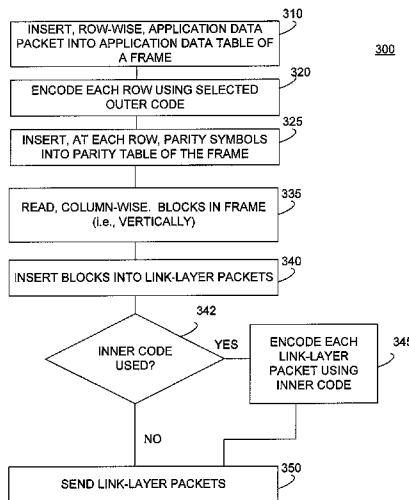 310
INSERT, ROW-WISE, APPLICATION DATA
PACKET INTO APPLICATION DATA TABLE OF
A FRAME
300
320
ENCODE EACH ROW USING SELECTED
OUTER CODE
325
INSERT, AT EACH ROW, PARITY SYMBOLS
INTO PARITY TABLE OF THE FRAME
335
READ, COLUMN-WISE. BLOCKS IN FRAME
(i.e., VERTICALLY)
340
INSERT BLOCKS INTO LINK-LAYER PACKETS
342
INNER CODE
USED?
YES
345
ENCODE EACH
LINK-LAYER
PACKET USING
INNER CODE
NO
350
SEND LINK-LAYER PACKETS